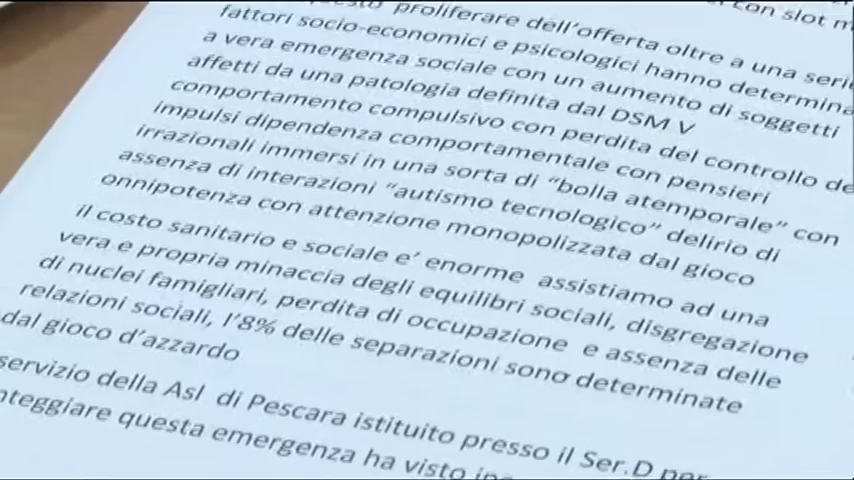 proliferare dell'offerta oltre a una serie
con slot
fattori socio-economici e psicologici hanno determina
a vera emergenza sociale con un aumento di soggetti
affetti da una patologia definita dal DSM V
comportamento compulsivo con perdita del controllo de
impulsi dipendenza comportamentale con pensieri
irrazionali immersi in una sorta di "bolla atemporale" con
assenza di interazioni "autismo tecnologico" delirio di
onnipotenza con attenzione monopolizzata dal gioco
il costo sanitario e sociale e' enorme assistiamo ad una
vera e propria minaccia degli equilibri sociali, disgregazione
di nuclei famigliari, perdita di occupazione e assenza delle
relazioni sociali, l'8% delle separazioni sono determinate
dal gioco d'azzardo
servizio della Asl di Pescara istituito presso il Ser.D per
nteggiare questa emergenza ha visto